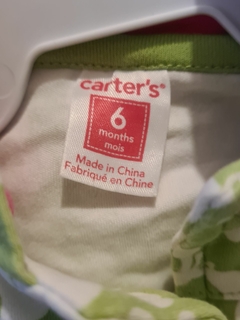 carter's®
6
months
mois
Made in China
Fabriqué en Chine